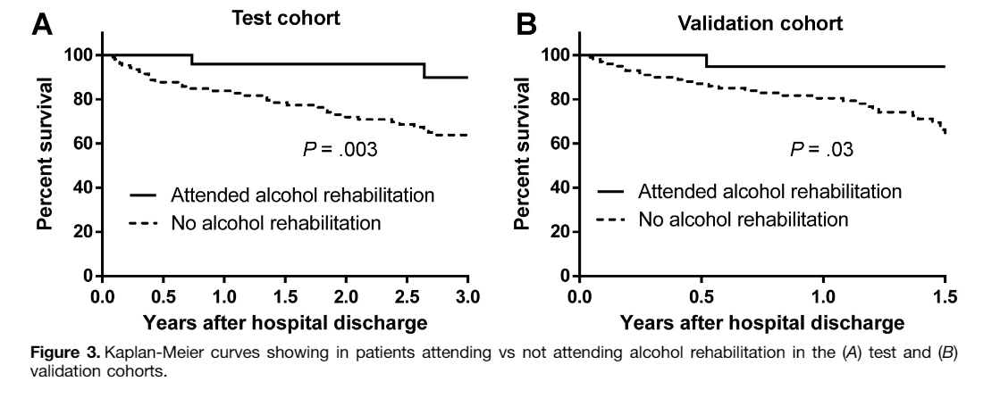 A
Test cohort
Percent survival
100
80
60
40
20
0
P = .003
Attended alcohol rehabilitation
No alcohol rehabilitation
0.0 0.5 1.0 1.5 2.0 2.5 3.0
Years after hospital discharge
B
Validation cohort
Percent survival
100
80
60
40
20
0
P = .03
Attended alcohol rehabilitation
No alcohol rehabilitation
0.0 0.5 1.0 1.5
Years after hospital discharge
Figure 3. Kaplan-Meier curves showing in patients attending vs not attending alcohol rehabilitation in the (A) test and (B)
validation cohorts.